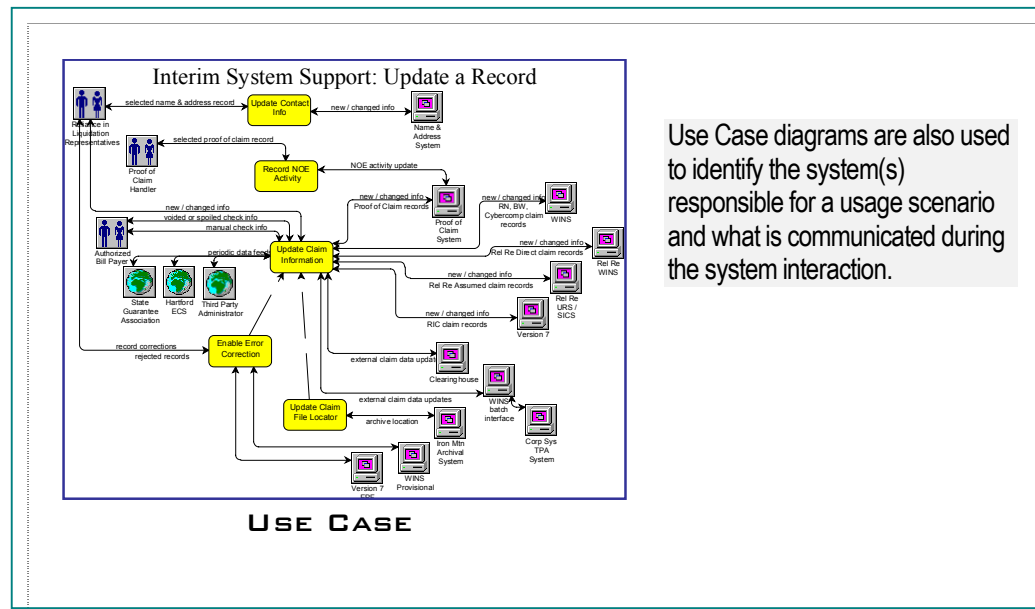 Interim System Support: Update a Record
selected name & address record
Update Contact
Info
new / changed info
Name &
Address
System
Reliance in
Liquidation
Representatives
selected proof of claim record
Proof of
Claim
Handler
Record NOE
Activity
NOE activity update
new / changed info
Proof of Claim records
Proof of
Claim
System
new / changed info
RN, BW,
Cybercomp claim
records
WINS
new / changed info
voided or spoiled check info
manual check info
Authorized
Bill Payer
Update Claim
Information
new / changed info
Rel Re Direct claim records
Rel Re
WINS
periodic data feed
State
Guarantee
Association
Hartford
ECS
Third Party
Administrator
new / changed info
Rel Re Assumed claim records
Rel Re
URS /
SICS
new / changed info
RIC claim records
Version 7
record corrections
rejected records
Enable Error
Correction
external claim data updat
Clearinghouse
external claim data updates
WINS
batch
interface
Update Claim
File Locator
archive location
Iron Mtn
Archival
System
Corp Sys
TPA
System
WINS
Provisional
Version 7
USE CASE
Use Case diagrams are also used
to identify the system(s)
responsible for a usage scenario
and what is communicated during
the system interaction.